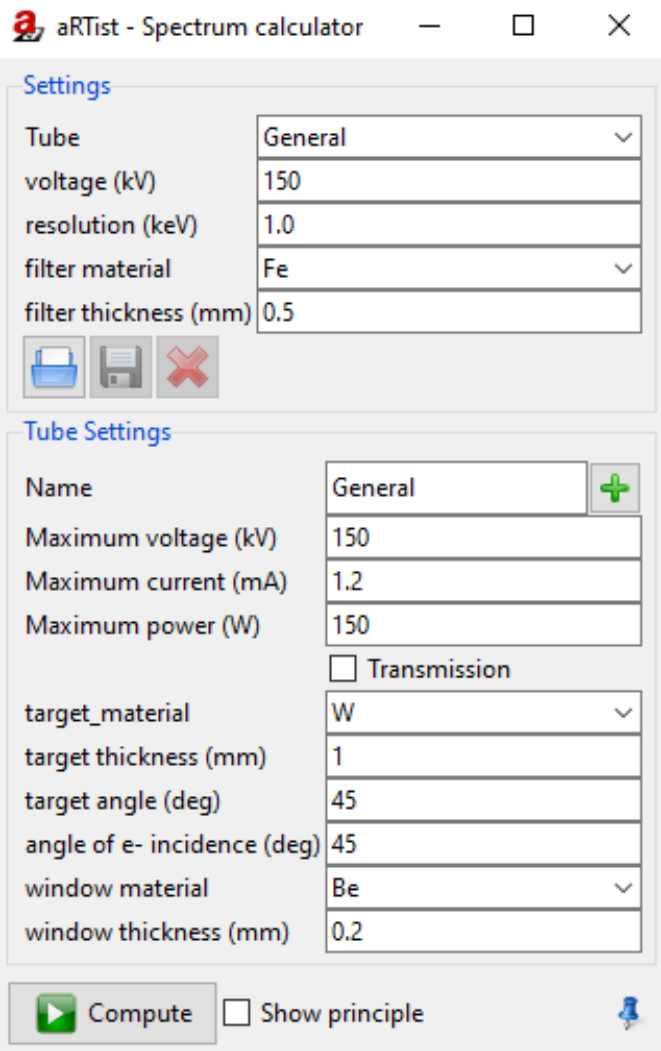 aRTist - Spectrum calculator
Settings
Tube General
voltage (kV) 150
resolution (keV) 1.0
filter material Fe
filter thickness (mm) 0.5
Tube Settings
Name General
Maximum voltage (kV) 150
Maximum current (mA) 1.2
Maximum power (W) 150
Transmission
target_material W
target thickness (mm) 1
target angle (deg) 45
angle of e- incidence (deg) 45
window material Be
window thickness (mm) 0.2
Compute Show principle